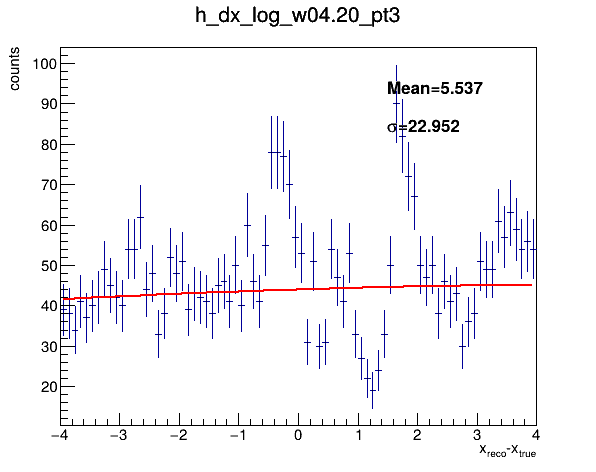 h_dx_log_w04.20_pt3
counts
100
90
80
70
60
50
40
30
20
Mean=5.537
σ=22.952
−4 −3 −2 −1 0 1 2 3 4
x_reco-x_true